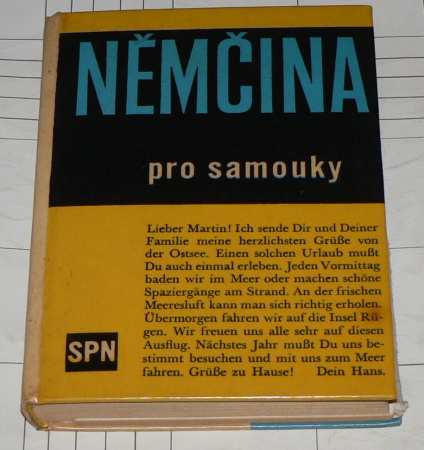 NĚMČINA
pro samouky
Lieber Martin! Ich sende Dir und Deiner
Familie meine herzlichsten Grüße von
der Ostsee. Einen solchen Urlaub mußt
Du auch einmal erleben. Jeden Vormittag
baden wir im Meer oder machen schöne
Spaziergänge am Strand. An der frischen
Meeresluft kann man sich richtig erholen.
Übermorgen fahren wir auf die Insel Rü-
gen. Wir freuen uns alle sehr auf diesen
Ausflug. Nächstes Jahr mußt Du uns be-
stimmt besuchen und mit uns zum Meer
fahren. Grüße zu Hause! Dein Hans.
SPN